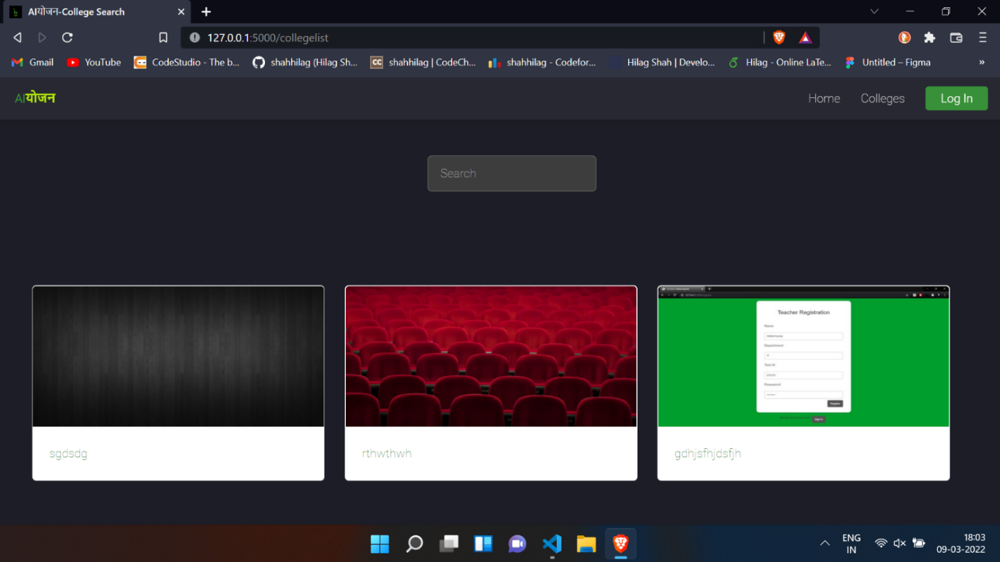 AIयोजन-College Search
127.0.0.1:5000/collegelist
Gmail YouTube CodeStudio - The b... shahhilag (Hilag Sh... shahhilag | CodeCh... shahhilag - Codefor... Hilag Shah | Develo... Hilag - Online LaTe... Untitled – Figma »
AIयोजन Home Colleges Log In
Search
Teacher Registration
Name
Department
Test Id
Password
Register
Sign in
sgdsdg rthwthwh gdhjsfhjdsfjh
ENG 18:03
IN 09-03-2022